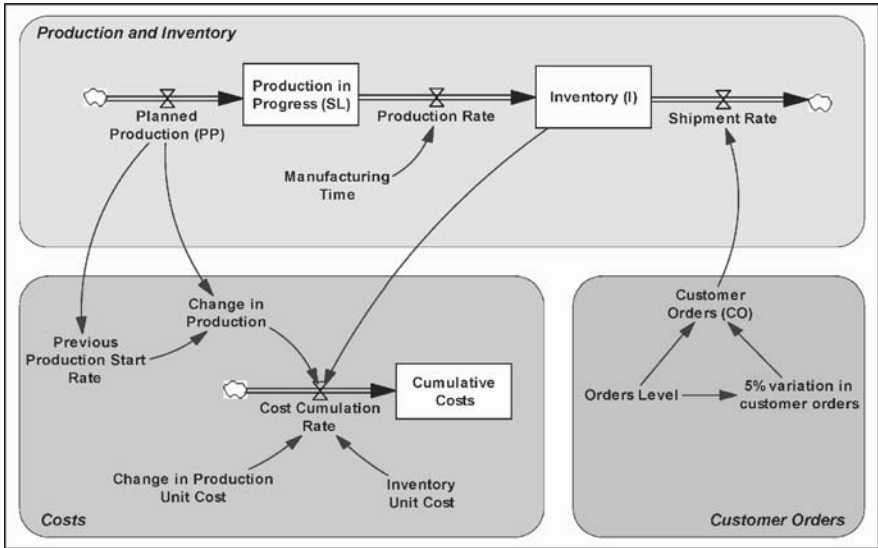 Production and Inventory
Production in
Progress (SL)
Inventory (I)
Planned
Production (PP)
Production Rate
Shipment Rate
Manufacturing
Time
Change in
Production
Previous
Production Start
Rate
Cumulative
Costs
Cost Cumulation
Rate
Change in Production
Unit Cost
Inventory
Unit Cost
Costs
Customer
Orders (CO)
Orders Level
5% variation in
customer orders
Customer Orders